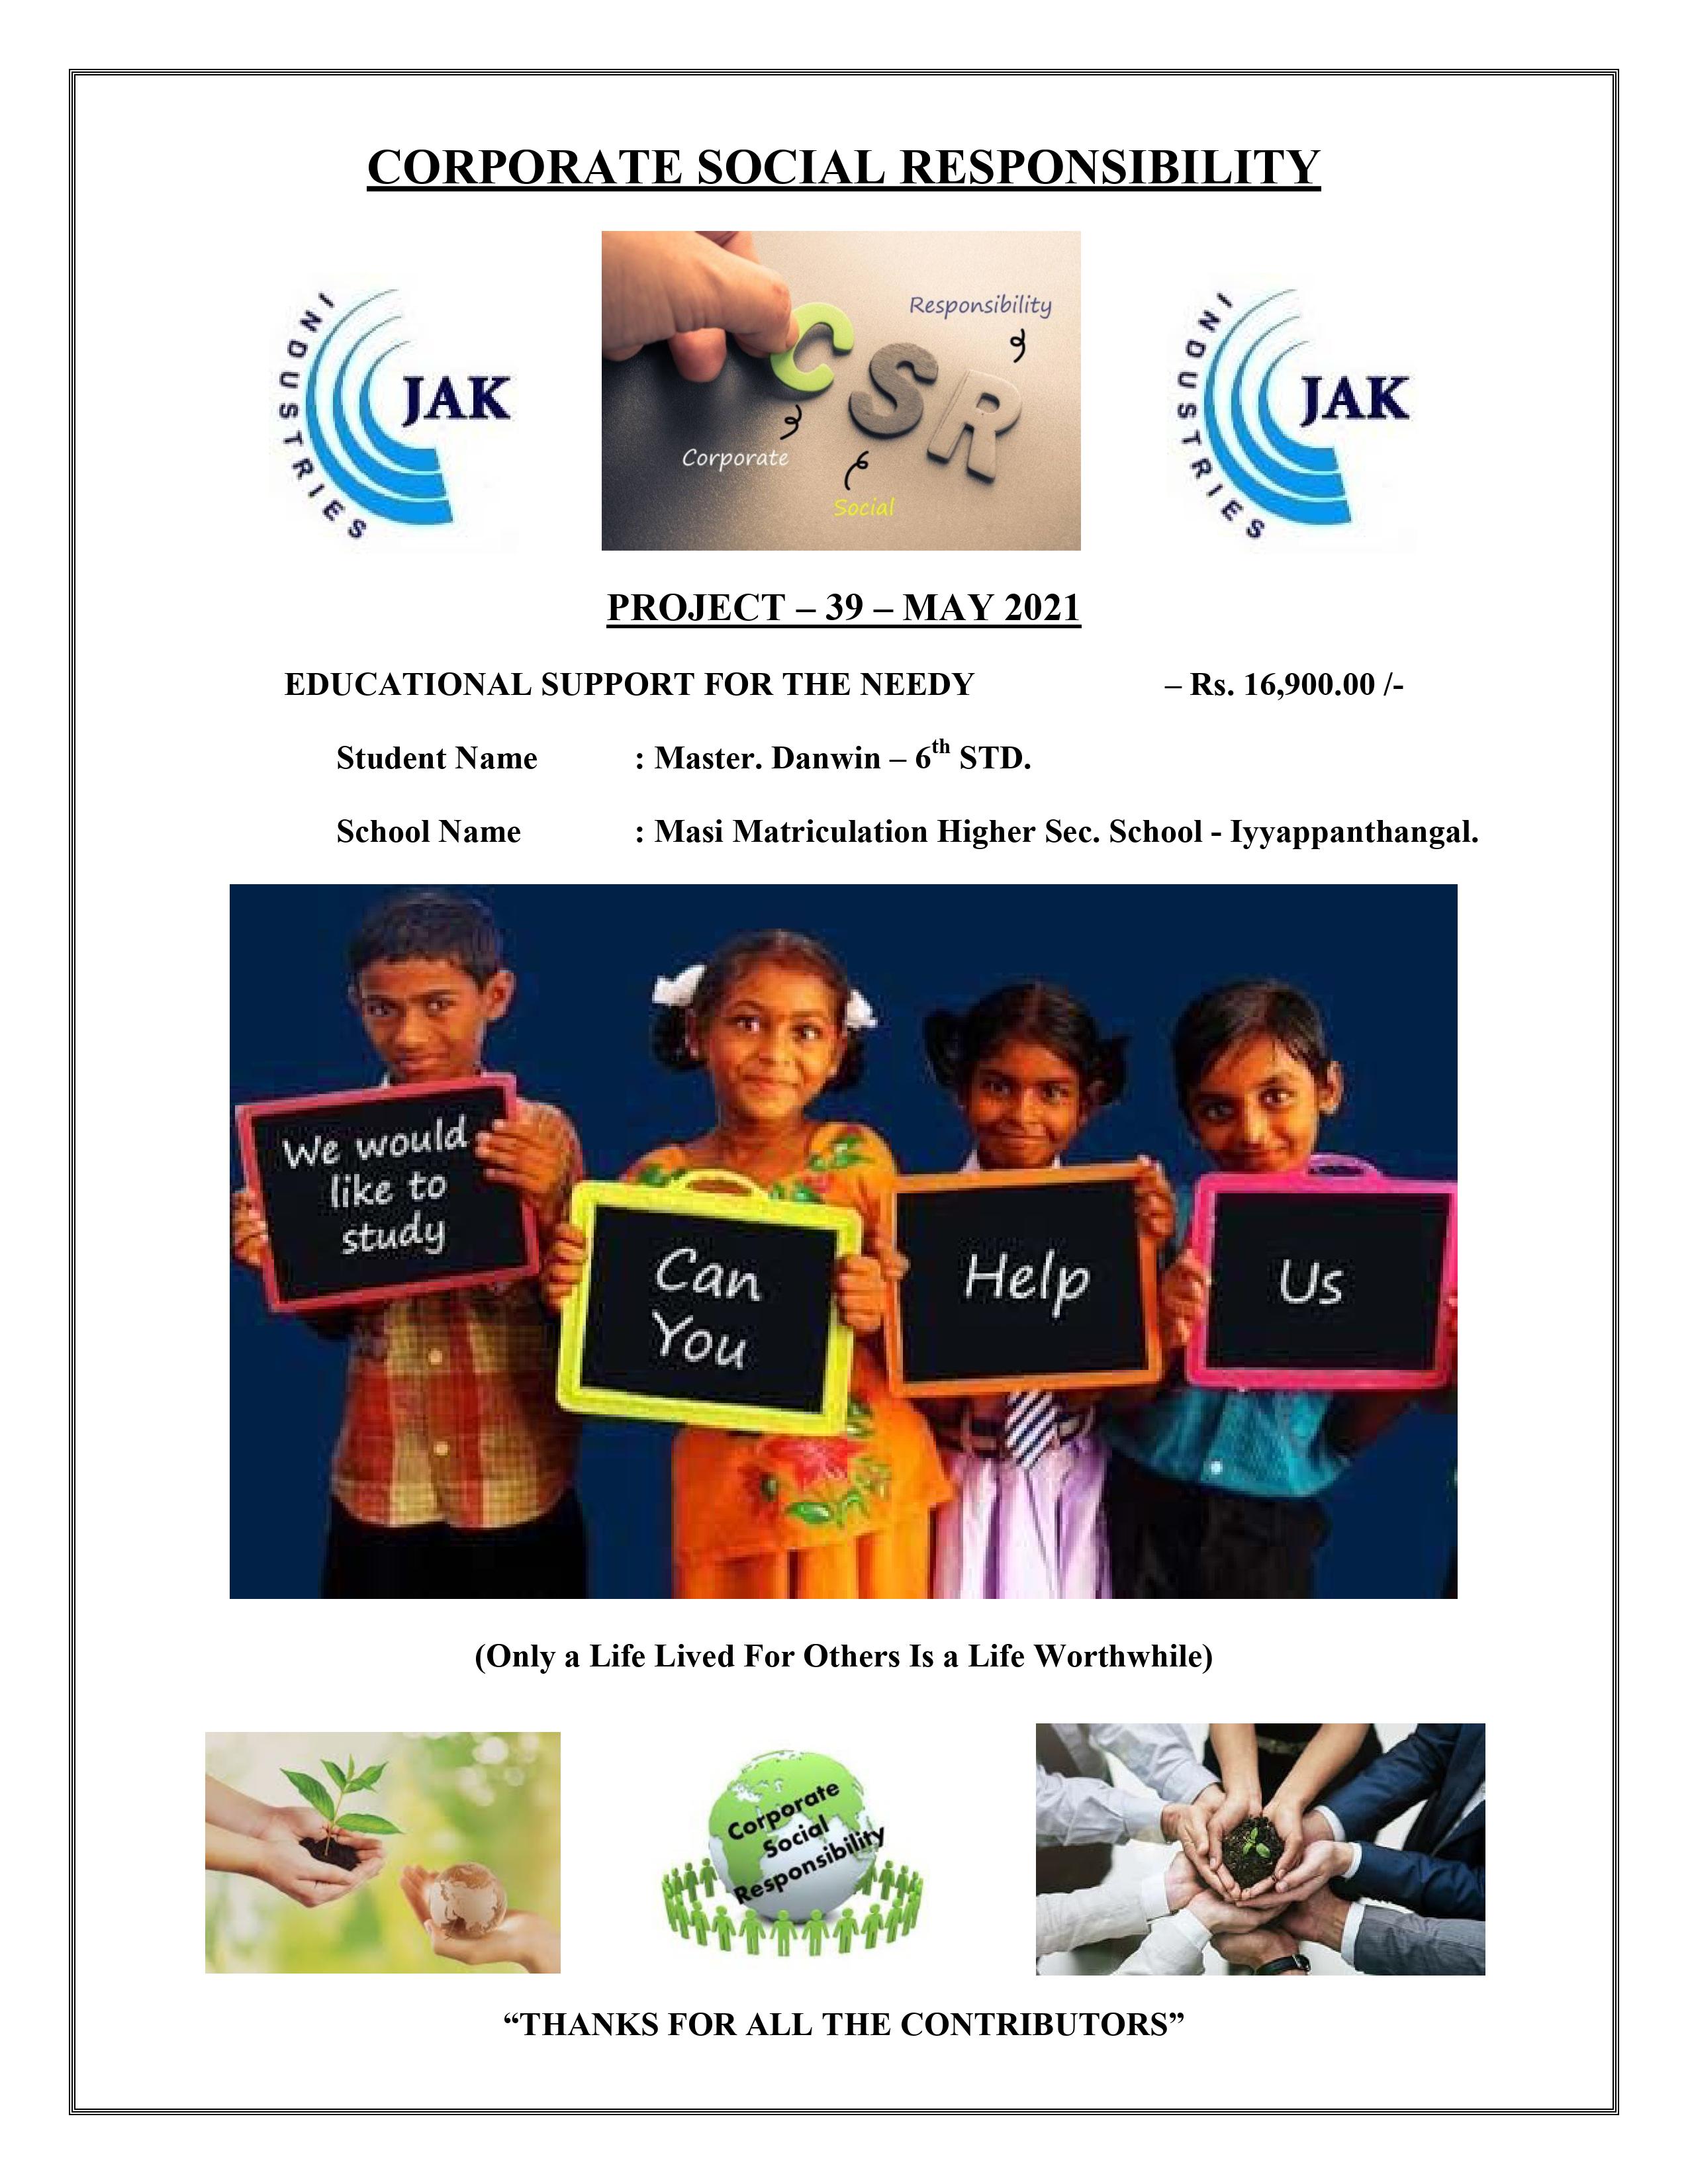 CORPORATE SOCIAL RESPONSIBILITY
INDUSTRIES
JAK
C S R
Responsibility
Corporate
Social
INDUSTRIES
JAK
PROJECT – 39 – MAY 2021
EDUCATIONAL SUPPORT FOR THE NEEDY – Rs. 16,900.00 /-
Student Name : Master. Danwin – 6th STD.
School Name : Masi Matriculation Higher Sec. School - Iyyappanthangal.
We would
like to
study
Can
You
Help
Us
(Only a Life Lived For Others Is a Life Worthwhile)
Corporate
Social
Responsibility
“THANKS FOR ALL THE CONTRIBUTORS”